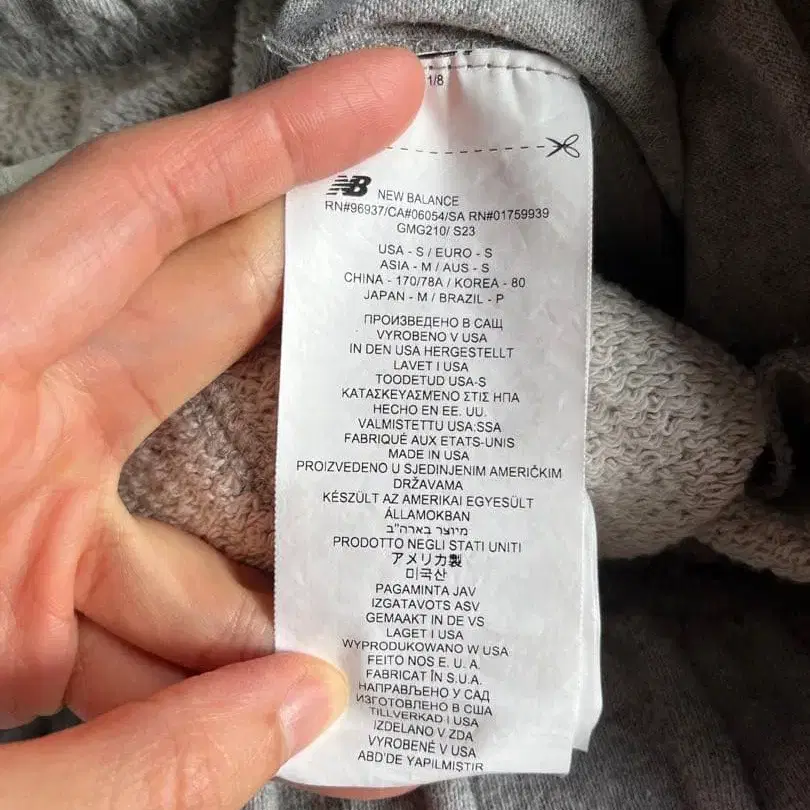 1/8
NB NEW BALANCE
RN#96937/CA#06054/SA RN#01759939
GMG210/ S23
USA - S / EURO - S
ASIA - M / AUS - S
CHINA - 170/78A / KOREA - 80
JAPAN - M / BRAZIL - P
ПРОИЗВЕДЕНО В САЩ
VYROBENO V USA
IN DEN USA HERGESTELLT
LAVET I USA
TOODETUD USA-S
ΚΑΤΑΣΚΕΥΑΣΜΕΝΟ ΣΤΙΣ ΗΠΑ
HECHO EN EE. UU.
VALMISTETTU USA:SSA
FABRIQUÉ AUX ETATS-UNIS
MADE IN USA
PROIZVEDENO U SJEDINJENIM AMERIČKIM
DRŽAVAMA
KÉSZÜLT AZ AMERIKAI EGYESÜLT
ÁLLAMOKBAN
מיוצר בארה"ב
PRODOTTO NEGLI STATI UNITI
アメリカ製
미국산
PAGAMINTA JAV
IZGATAVOTS ASV
GEMAAKT IN DE VS
LAGET I USA
WYPRODUKOWANO W USA
FEITO NOS E. U. A.
FABRICAT ÎN S.U.A.
НАПРАВЉЕНО У САД
ИЗГОТОВЛЕНО В США
TILLVERKAD I USA
IZDELANO V ZDA
VYROBENÉ V USA
ABD'DE YAPILMIŞTIR